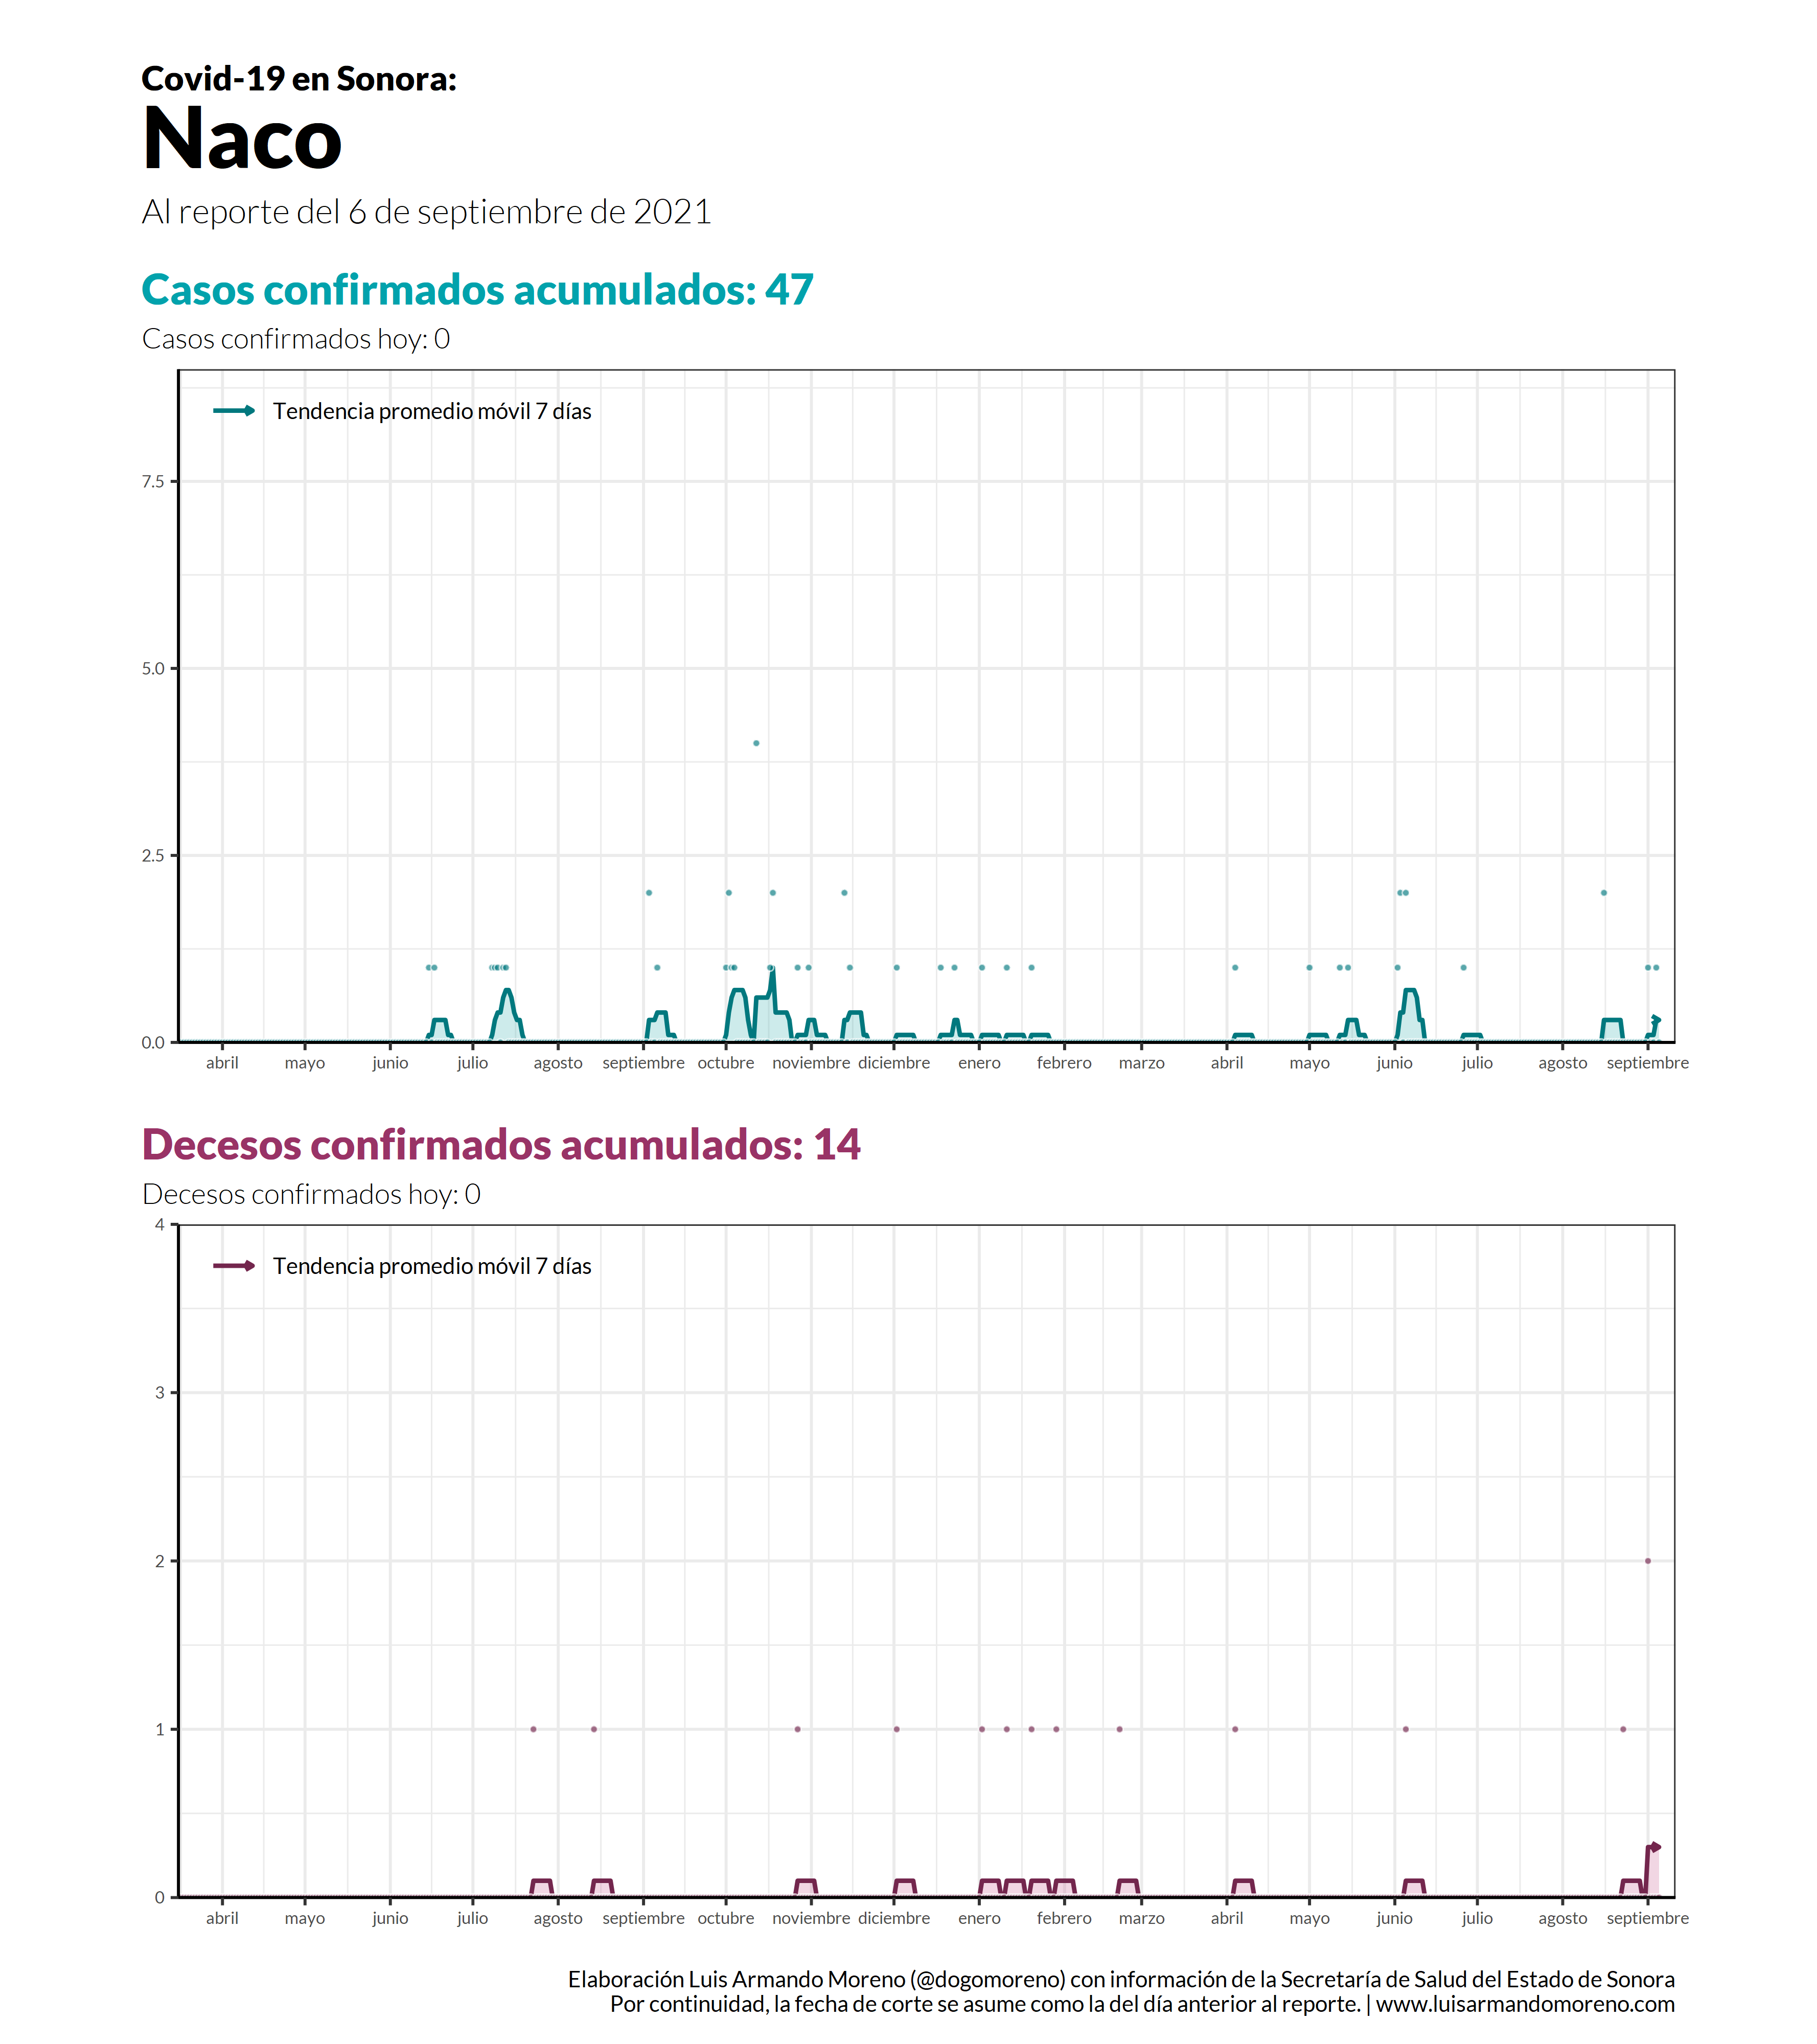 Covid-19 en Sonora:
Naco
Al reporte del 6 de septiembre de 2021
Casos confirmados acumulados: 47
Casos confirmados hoy: 0
Tendencia promedio móvil 7 días
7.5
5.0
2.5
0.0
abril mayo junio julio agosto septiembre octubre noviembre diciembre enero febrero marzo abril mayo junio julio agosto septiembre
Decesos confirmados acumulados: 14
Decesos confirmados hoy: 0
4
Tendencia promedio móvil 7 días
3
2
1
0
abril mayo junio julio agosto septiembre octubre noviembre diciembre enero febrero marzo abril mayo junio julio agosto septiembre
Elaboración Luis Armando Moreno (@dogomoreno) con información de la Secretaría de Salud del Estado de Sonora
Por continuidad, la fecha de corte se asume como la del día anterior al reporte. | www.luisarmandomoreno.com